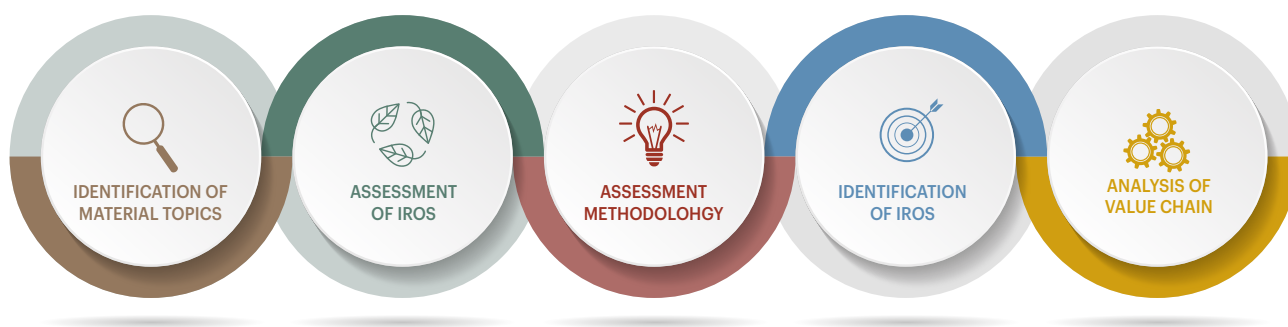 IDENTIFICATION OF
MATERIAL TOPICS
ASSESSMENT
OF IROS
ASSESSMENT
METHODOLOHGY
IDENTIFICATION
OF IROS
ANALYSIS OF
VALUE CHAIN